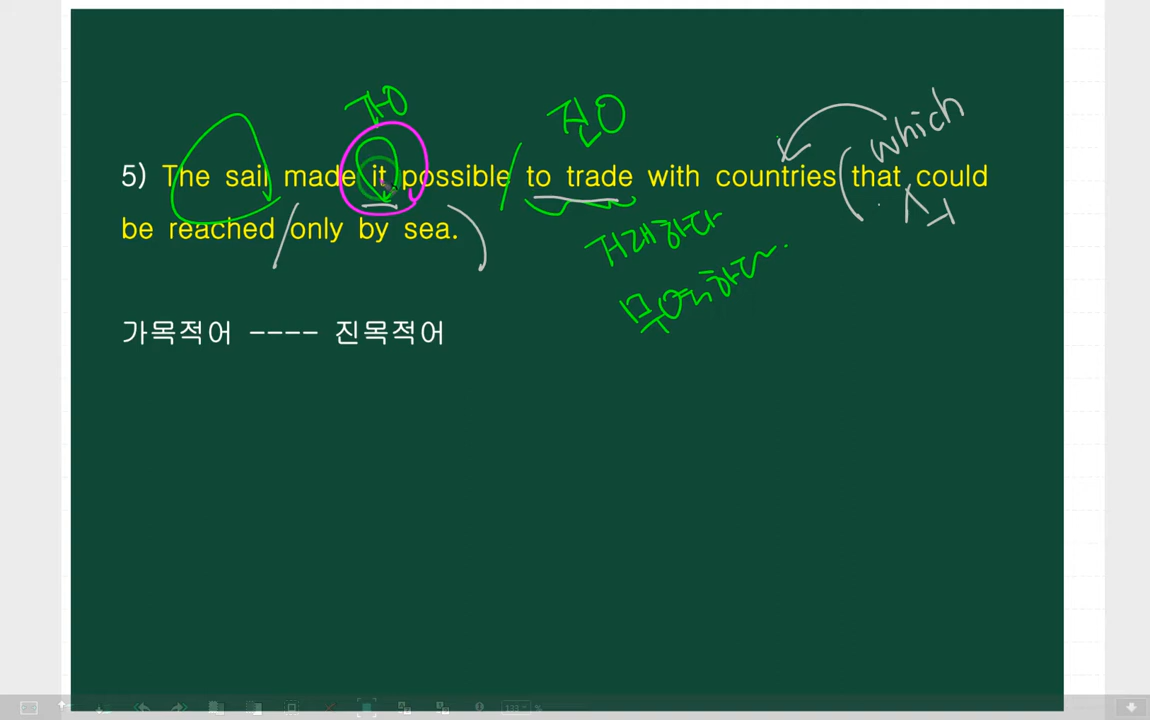 가O
진O
which
5) The sail made it possible to trade with countries that could
be reached only by sea.
거래하다
무역하다.
가목적어 ---- 진목적어
133
%